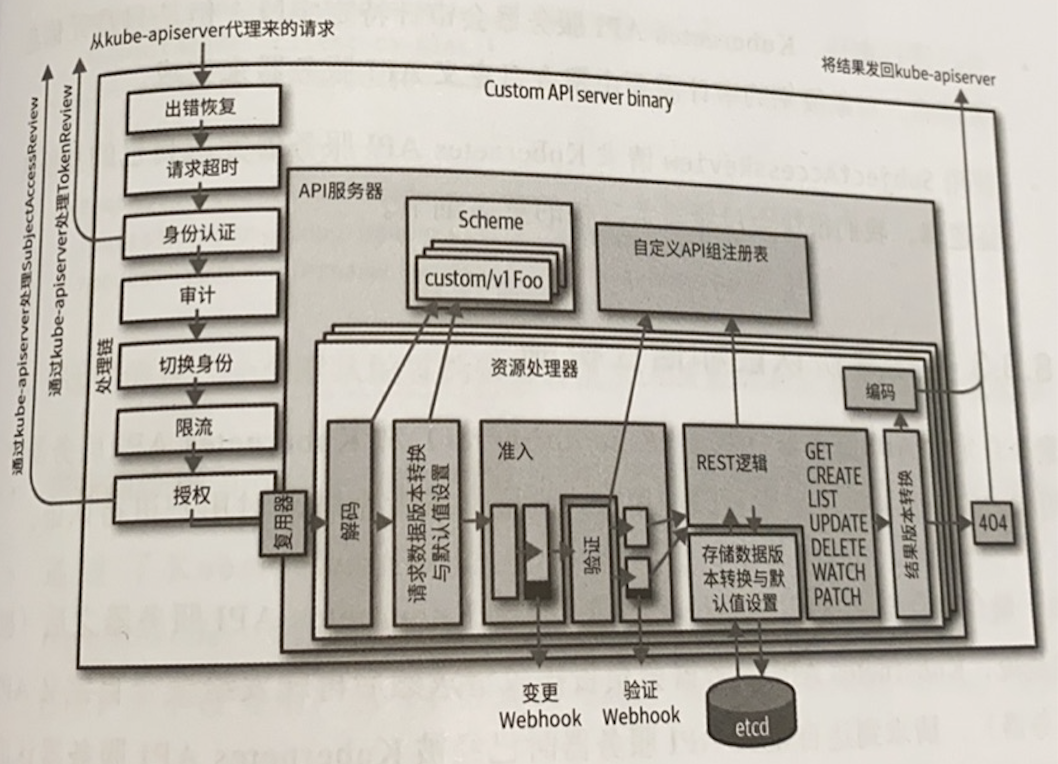 从kube-apiserver代理来的请求
将结果发回kube-apiserver
Custom API server binary
通过kube-apiserver处理SubjectAccesReview
通过kube-apiserver处理TokenReview
处理链
出错恢复
请求超时
身份认证
审计
切换身份
限流
授权
复用器
API服务器
Scheme
custom/v1 Foo
自定义API组注册表
资源处理器
解码
请求数据版本转换
与默认值设置
准入
验证
REST逻辑
存储数据版
本转换与默
认值设置
GET
CREATE
LIST
UPDATE
DELETE
WATCH
PATCH
编码
结果版本转换
404
变更
Webhook
验证
Webhook
etcd